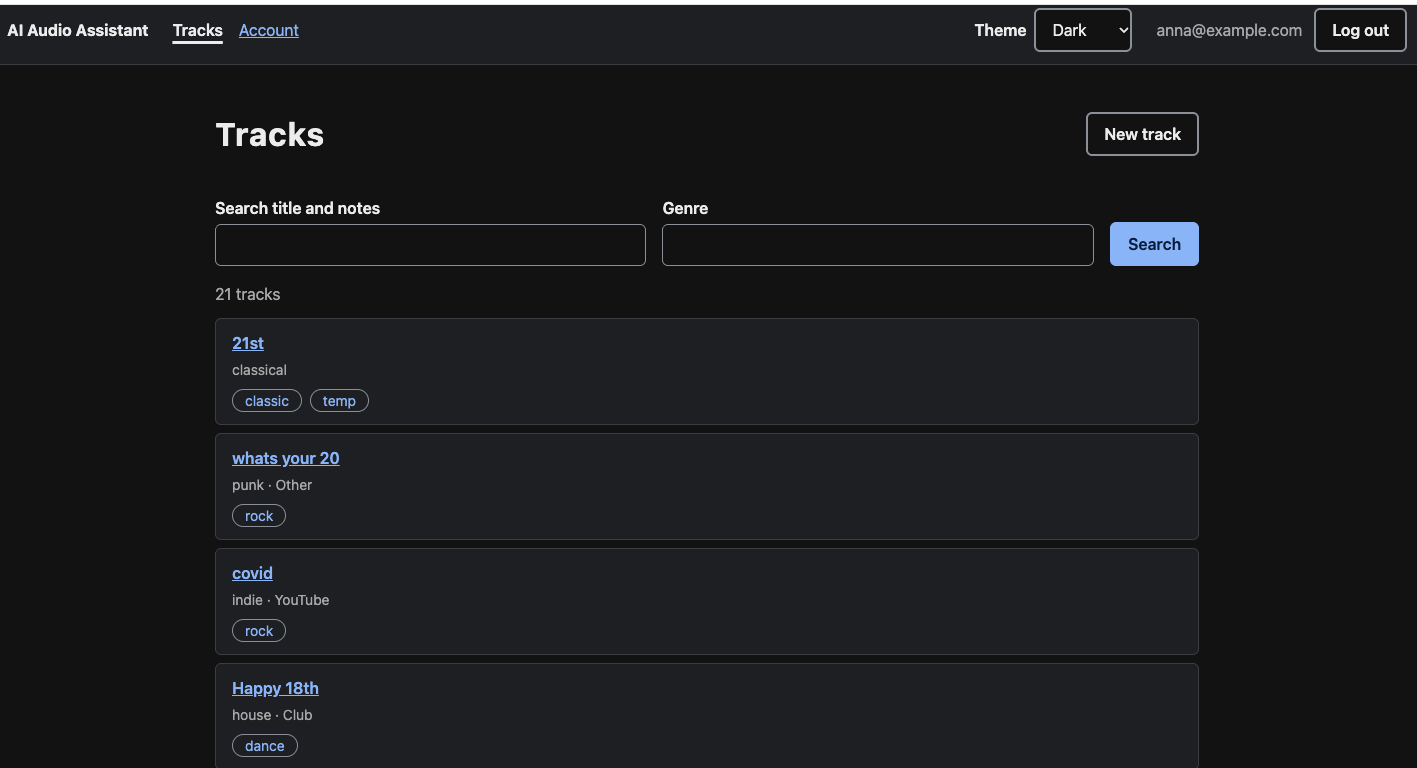 AI Audio Assistant Tracks Account Theme Dark anna@example.com Log out
Tracks New track
Search title and notes Genre
Search
21 tracks
21st
classical
classic temp
whats your 20
punk · Other
rock
covid
indie · YouTube
rock
Happy 18th
house · Club
dance